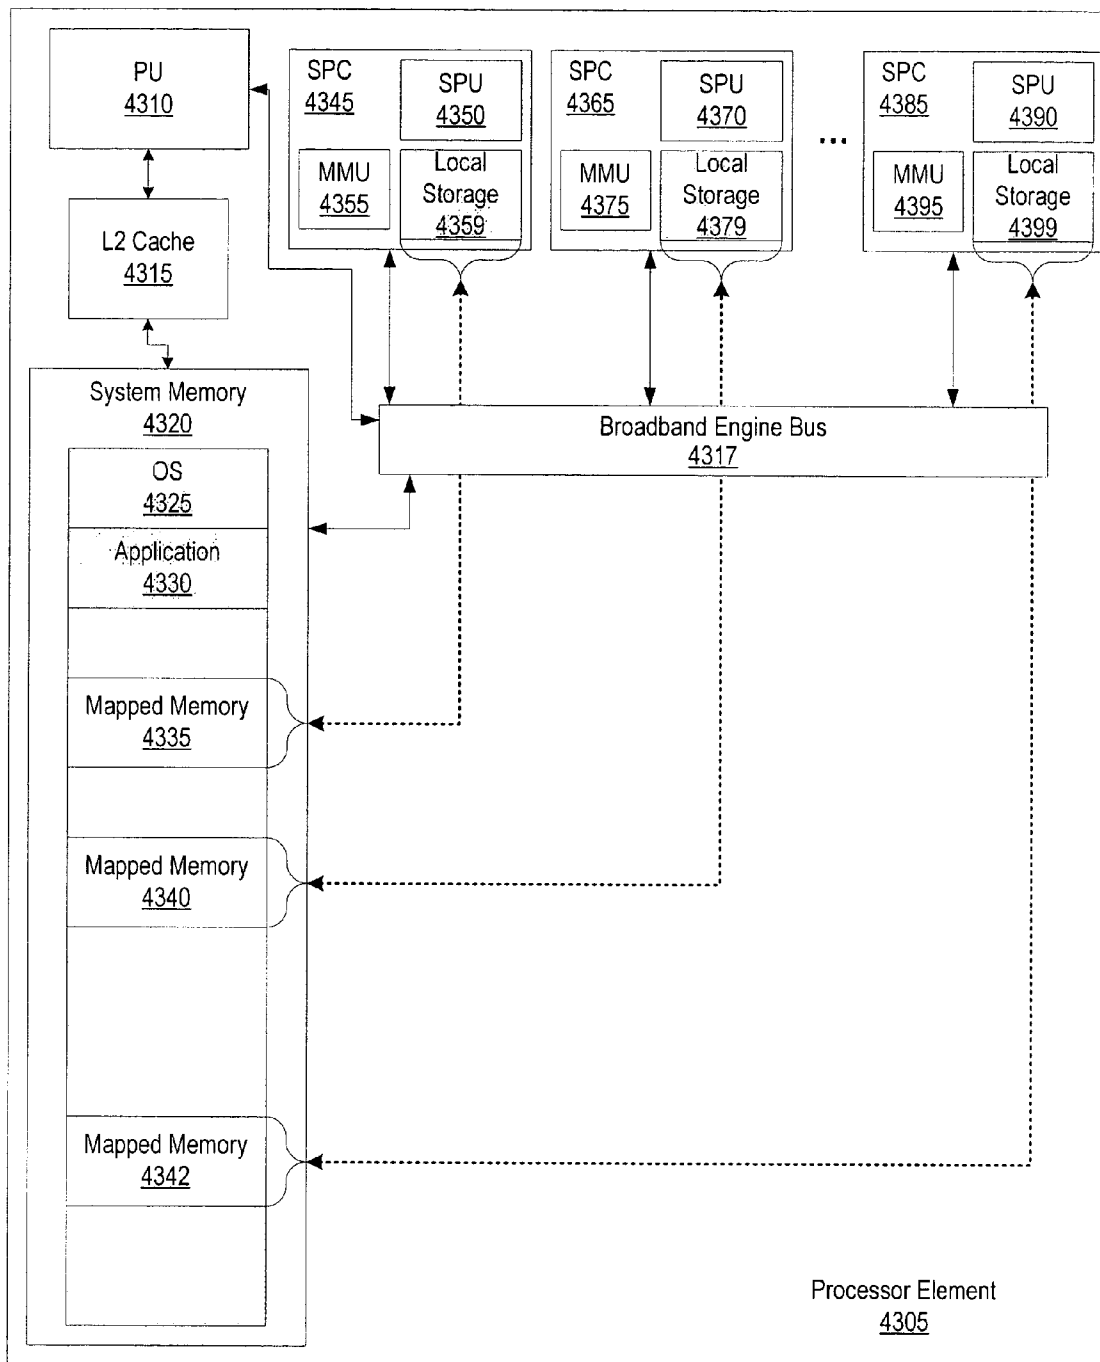 PU
4310
SPC
4345
SPU
4350
MMU
4355
Local
Storage
4359
SPC
4365
SPU
4370
MMU
4375
Local
Storage
4379
...
SPC
4385
SPU
4390
MMU
4395
Local
Storage
4399
L2 Cache
4315
System Memory
4320
Broadband Engine Bus
4317
OS
4325
Application
4330
Mapped Memory
4335
Mapped Memory
4340
Mapped Memory
4342
Processor Element
4305